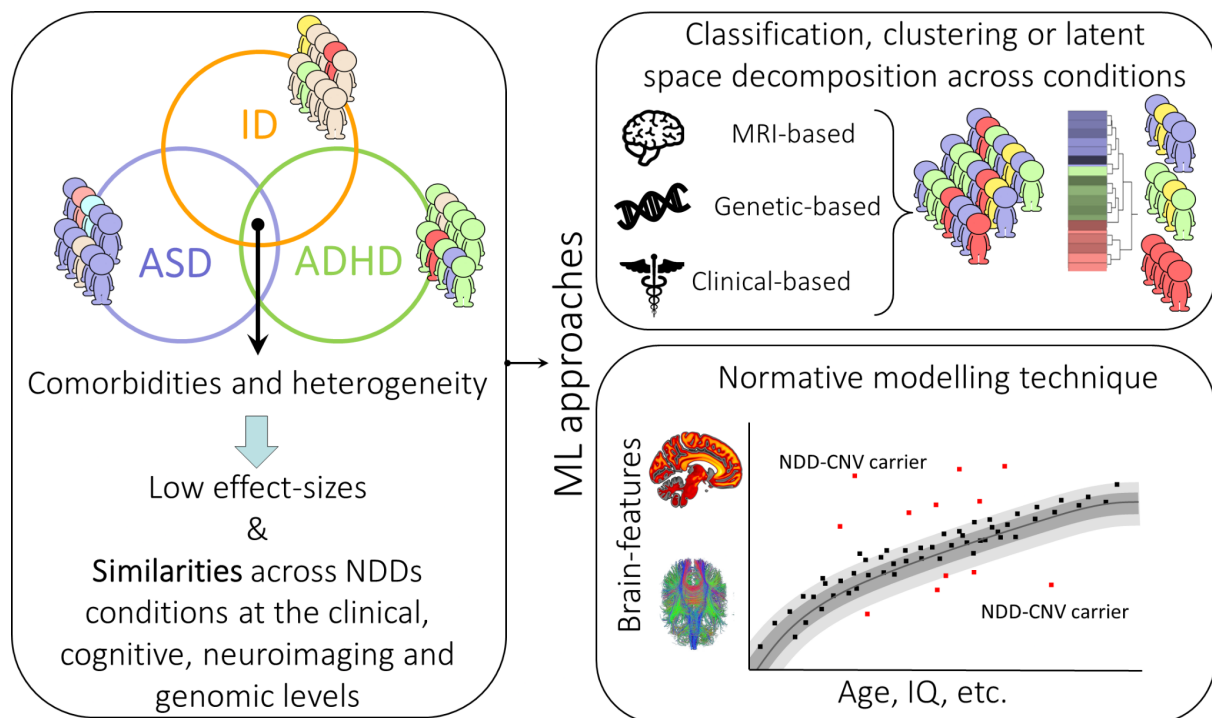 ID
ASD
ADHD
Comorbidities and heterogeneity
Low effect-sizes
&
Similarities across NDDs
conditions at the clinical,
cognitive, neuroimaging and
genomic levels
ML approaches
Classification, clustering or latent
space decomposition across conditions
MRI-based
Genetic-based
Clinical-based
Normative modelling technique
Brain-features
NDD-CNV carrier
NDD-CNV carrier
Age, IQ, etc.